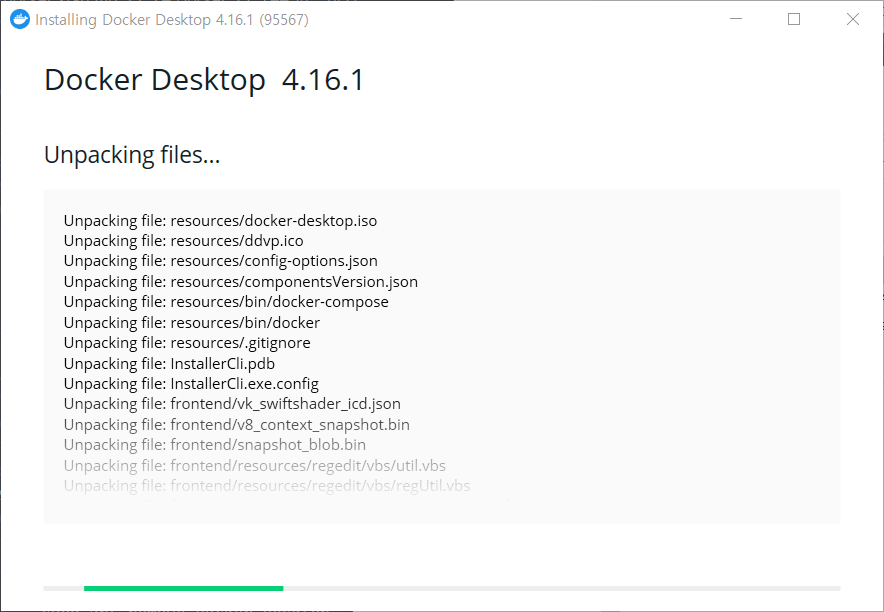 Installing Docker Desktop 4.16.1 (95567)
Docker Desktop 4.16.1
Unpacking files...
Unpacking file: resources/docker-desktop.iso
Unpacking file: resources/ddvp.ico
Unpacking file: resources/config-options.json
Unpacking file: resources/componentsVersion.json
Unpacking file: resources/bin/docker-compose
Unpacking file: resources/bin/docker
Unpacking file: resources/.gitignore
Unpacking file: InstallerCli.pdb
Unpacking file: InstallerCli.exe.config
Unpacking file: frontend/vk_swiftshader_icd.json
Unpacking file: frontend/v8_context_snapshot.bin
Unpacking file: frontend/snapshot_blob.bin
Unpacking file: frontend/resources/regedit/vbs/util.vbs
Unpacking file: frontend/resources/regedit/vbs/regUtil.vbs